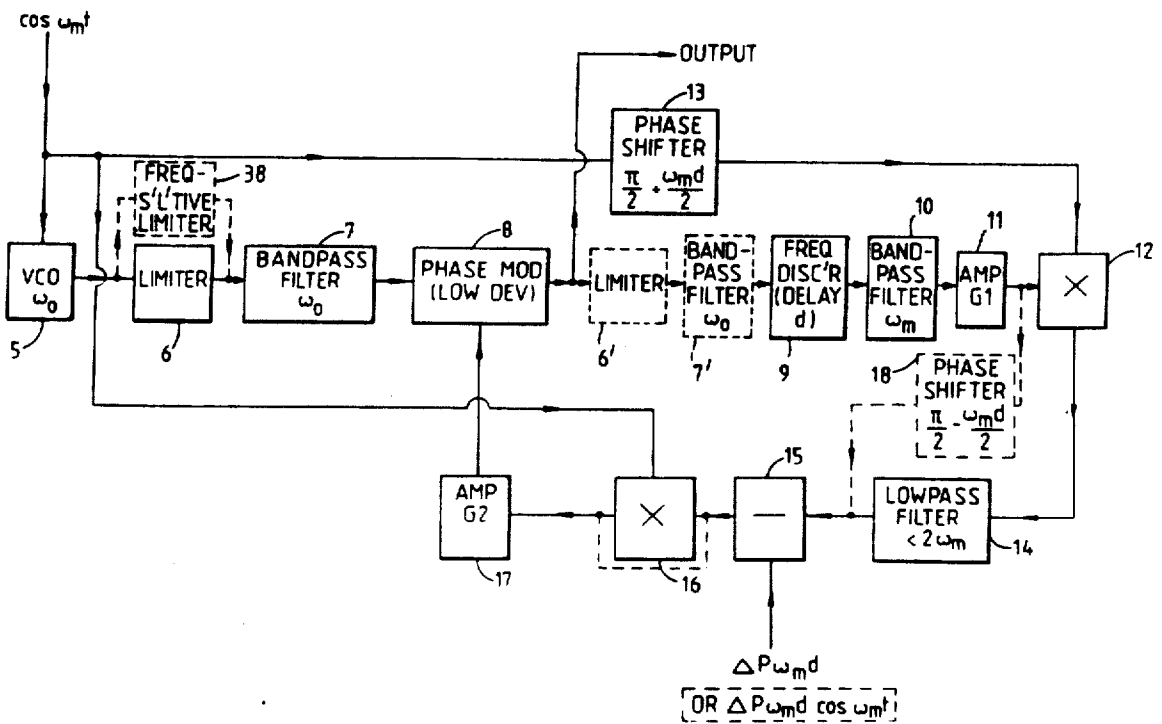 cos ωmt
OUTPUT
13
PHASE
SHIFTER
π/2 + ωmd/2
FREQ-
S'L'TIVE
LIMITER
38
VCO
ω0
5
LIMITER
6
7
BANDPASS
FILTER
ω0
8
PHASE MOD
(LOW DEV)
LIMITER
6'
BAND-
PASS
FILTER
ω0
7'
FREQ
DISC'R
(DELAY
d)
9
10
BAND-
PASS
FILTER
ωm
11
AMP
G1
×
12
18
PHASE
SHIFTER
π/2 - ωmd/2
LOWPASS
FILTER
<2ωm
14
15
—
×
16
AMP
G2
17
ΔPωmd
OR ΔPωmd cos ωmt